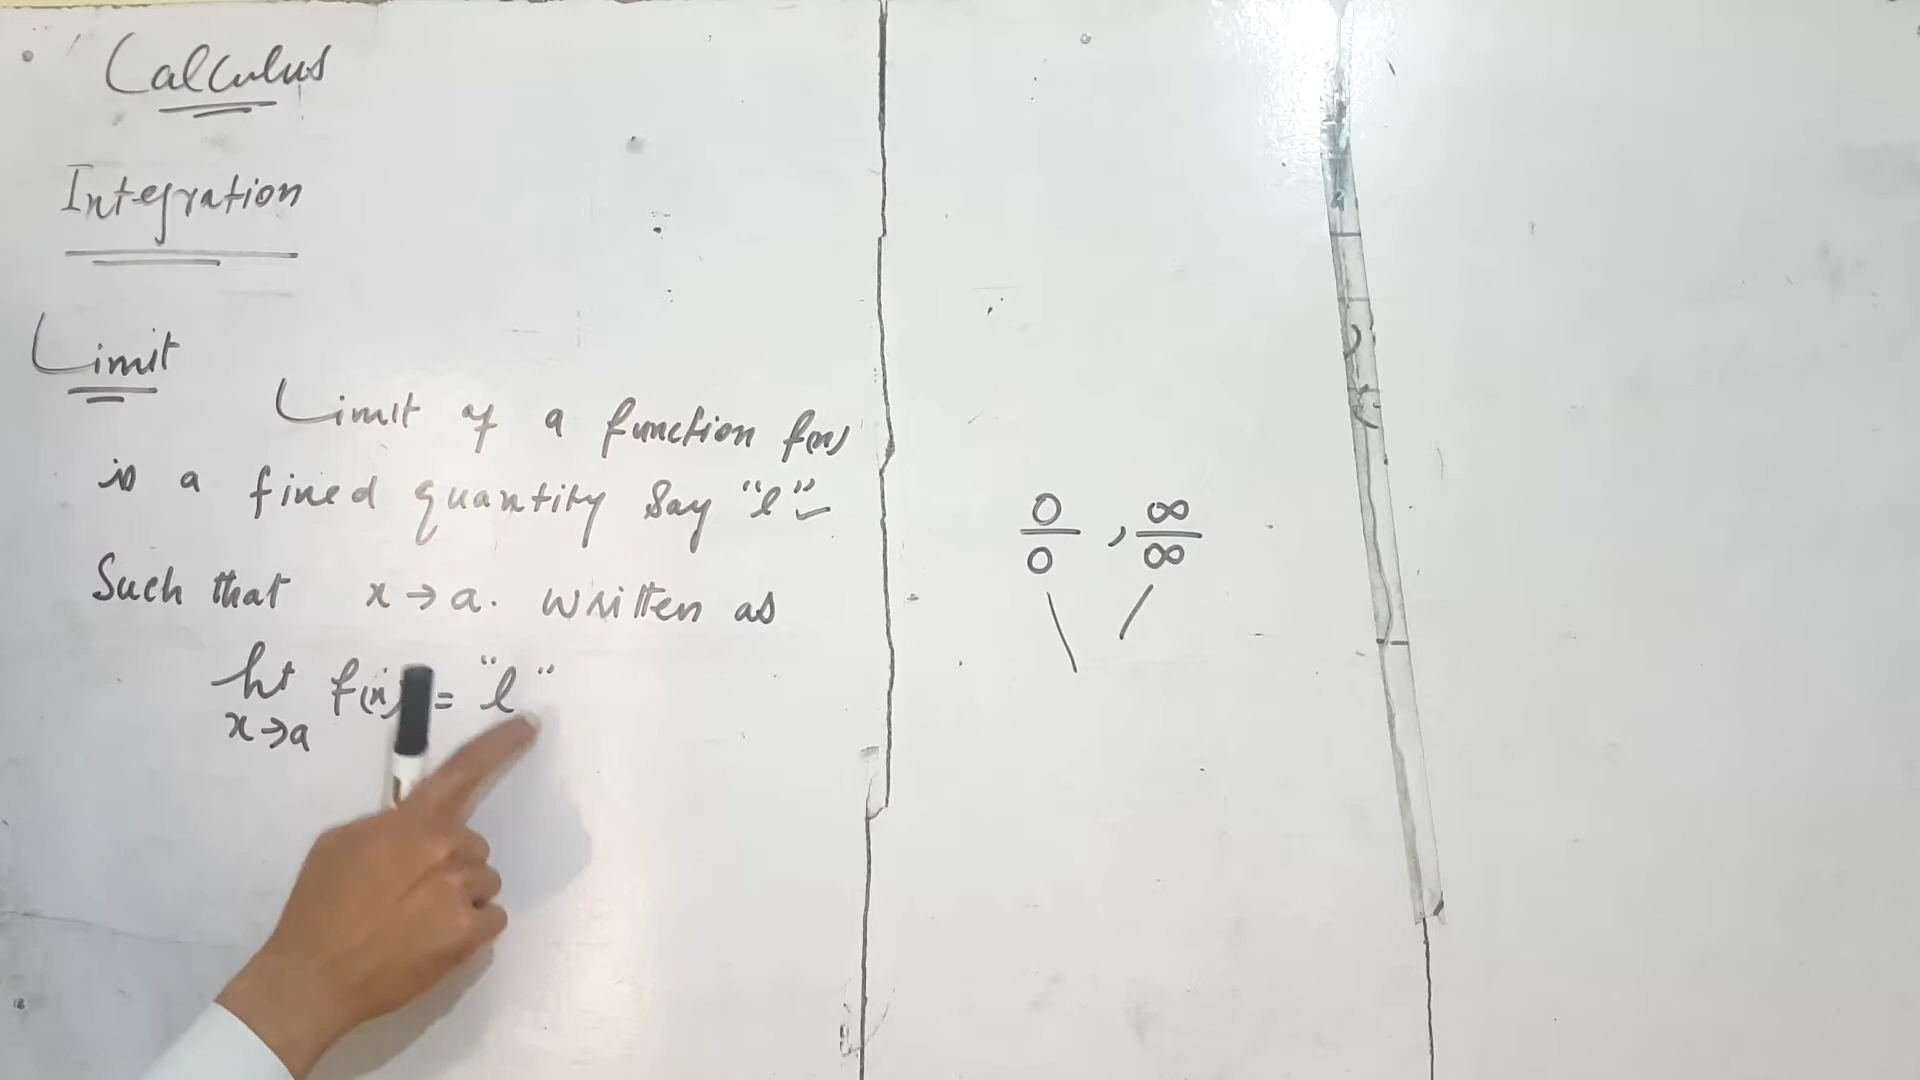 Calculus
Integration
Limit
Limit of a function f(x)
is a fixed quantity Say "l"
Such that x→a. written as
lt f(x) = "l"
x→a
0/0 , ∞/∞